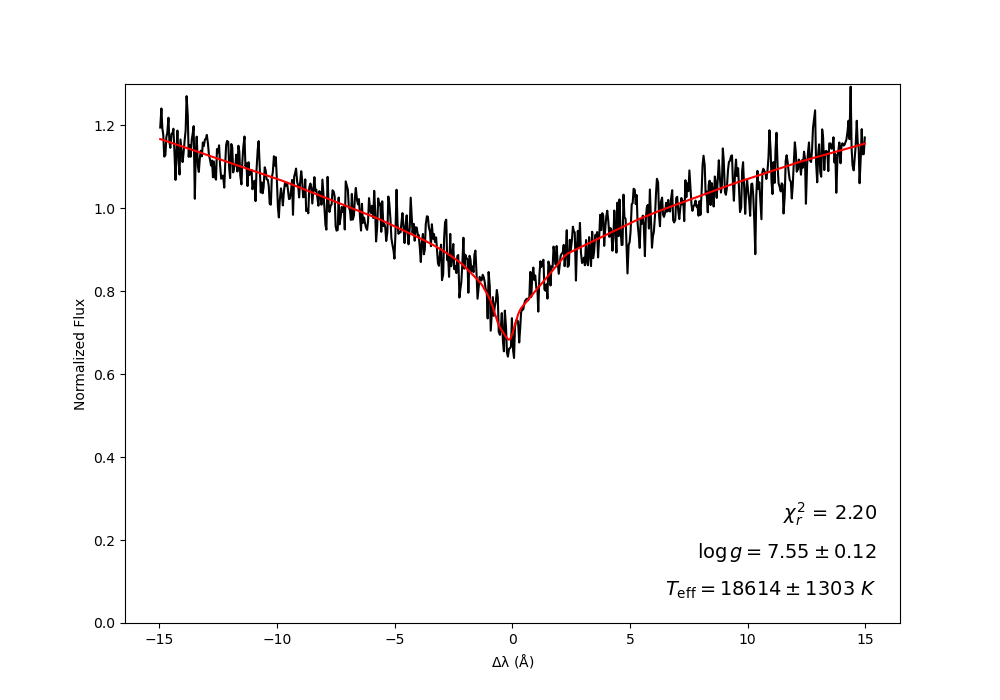 1.2
1.0
0.8
0.6
0.4
0.2
0.0
Normalized Flux
χ²ᵣ = 2.20
log g = 7.55 ± 0.12
T_eff = 18614 ± 1303 K
−15 −10 −5 0 5 10 15
Δλ (Å)